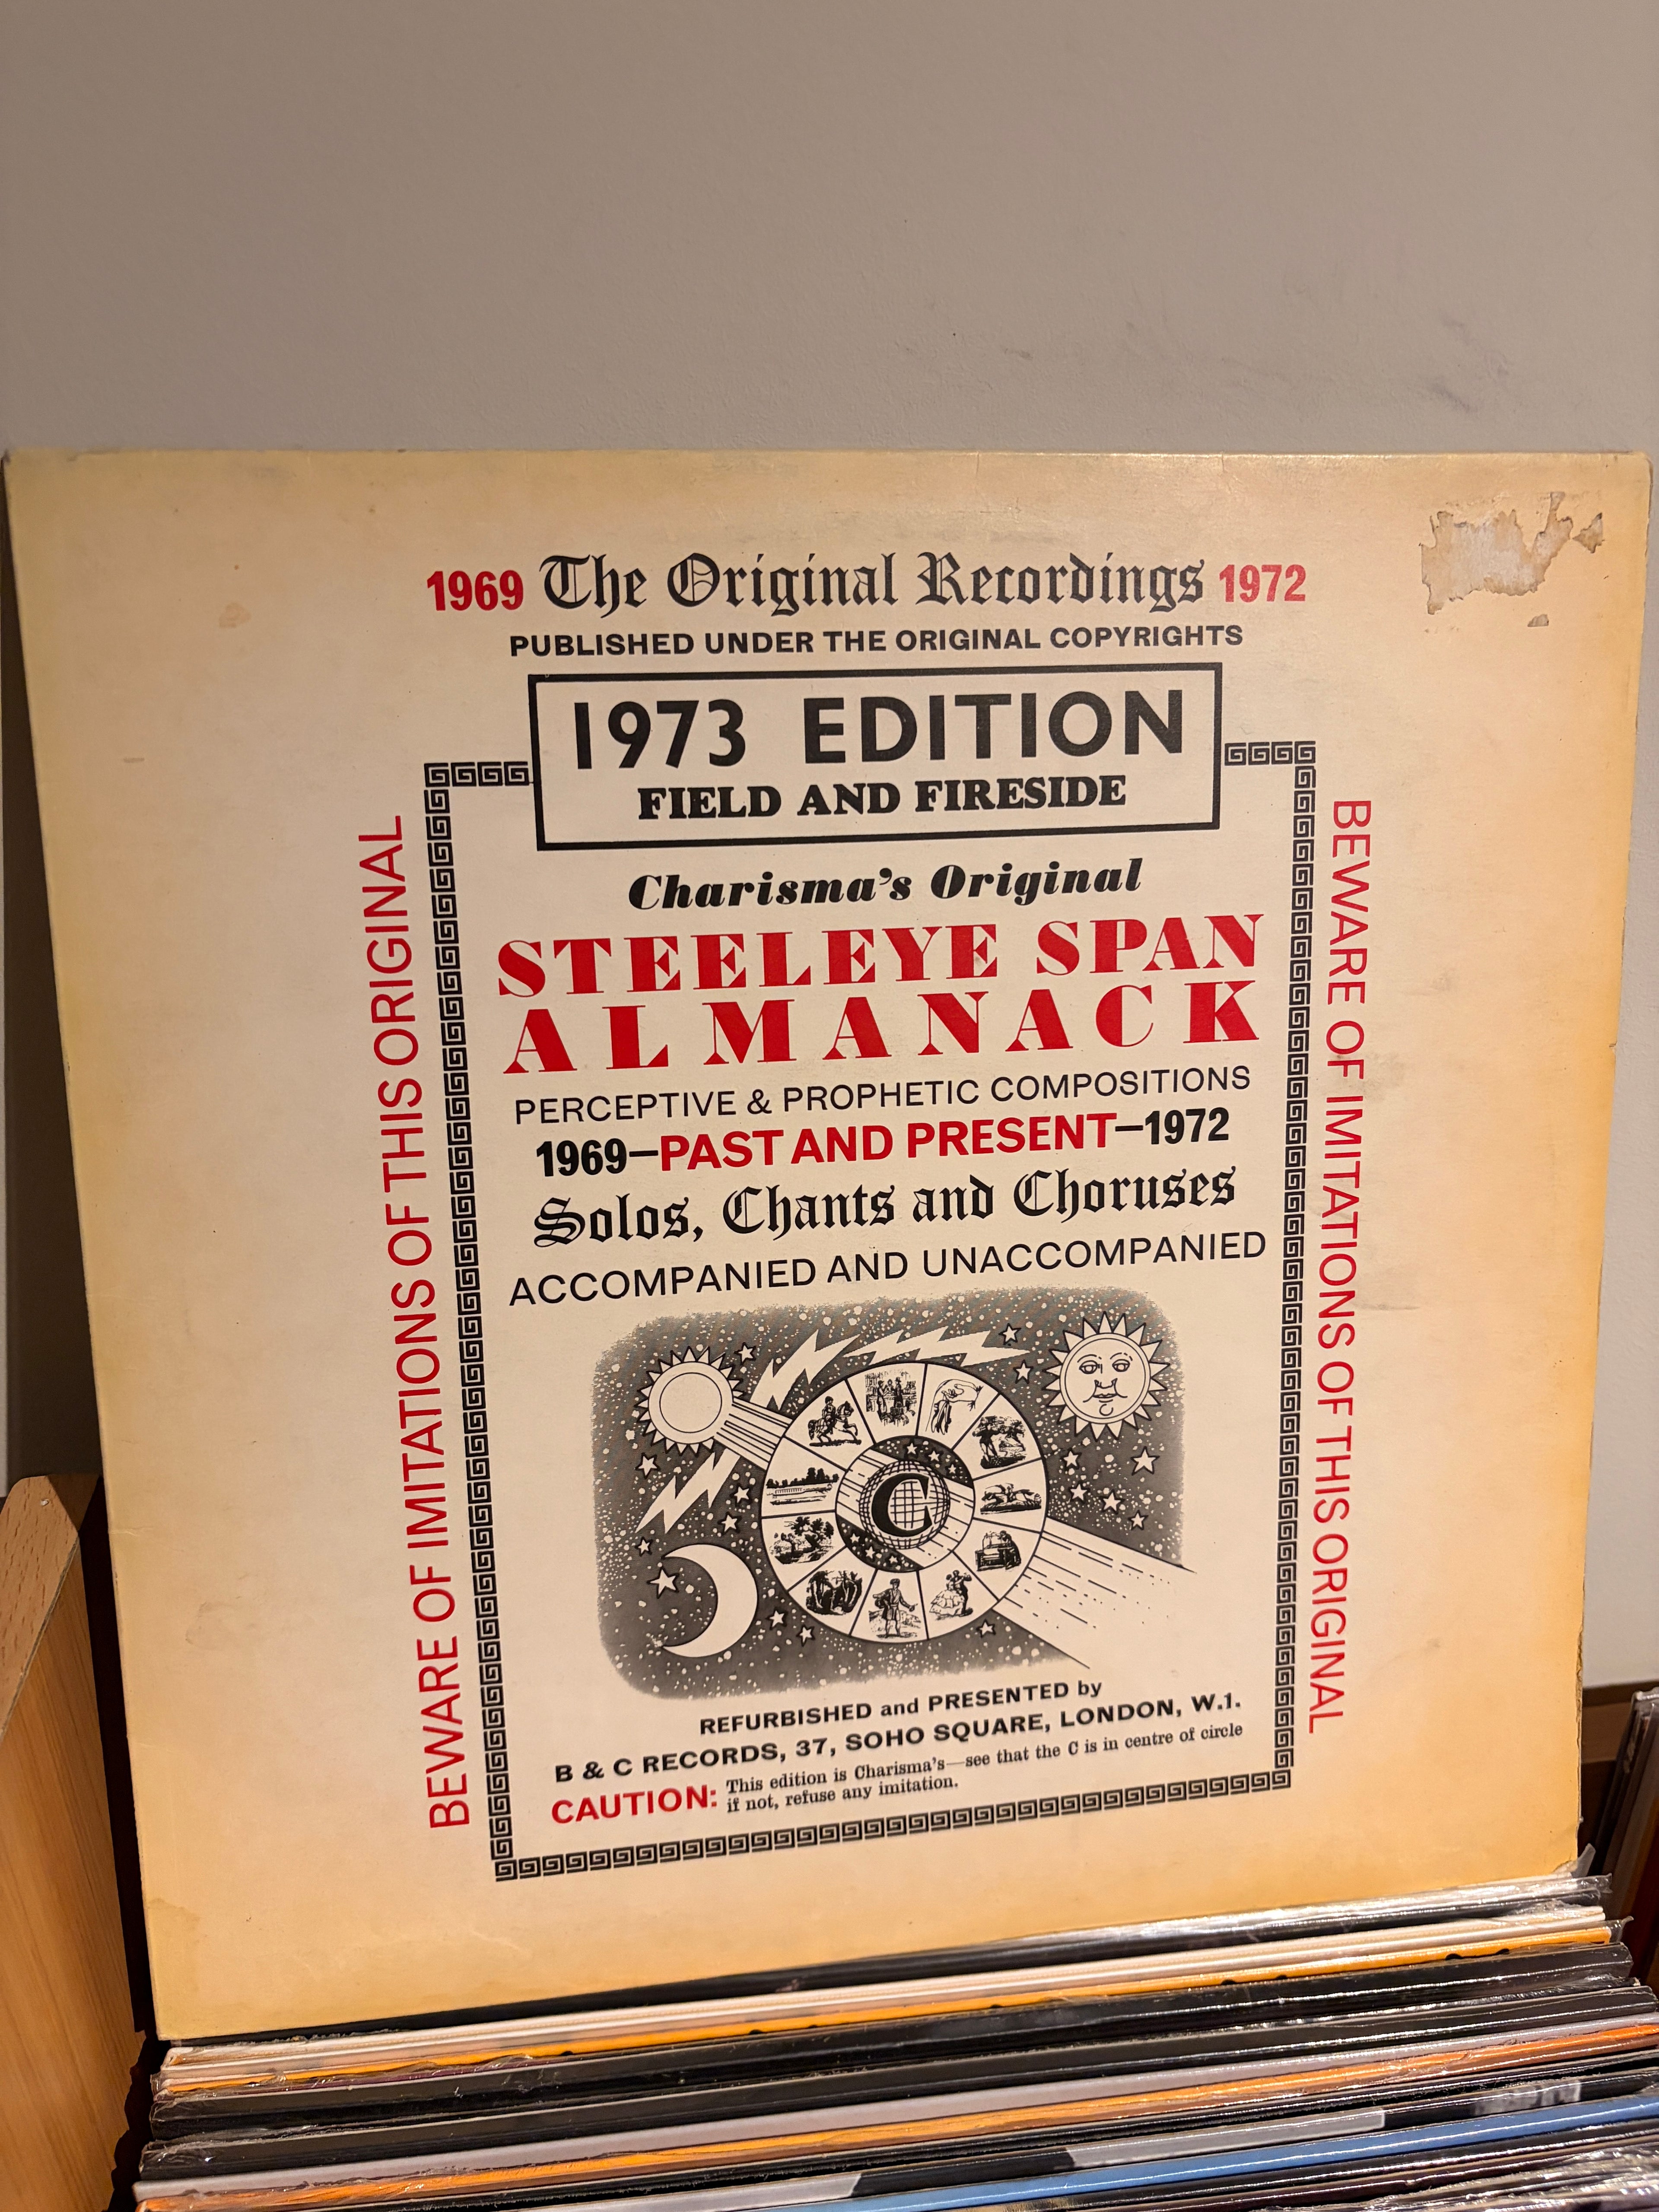 1969 The Original Recordings 1972
PUBLISHED UNDER THE ORIGINAL COPYRIGHTS
1973 EDITION
FIELD AND FIRESIDE
BEWARE OF IMITATIONS OF THIS ORIGINAL
BEWARE OF IMITATIONS OF THIS ORIGINAL
Charisma's Original
STEELEYE SPAN
ALMANACK
PERCEPTIVE & PROPHETIC COMPOSITIONS
1969—PAST AND PRESENT—1972
Solos, Chants and Choruses
ACCOMPANIED AND UNACCOMPANIED
C
REFURBISHED and PRESENTED by
B & C RECORDS, 37, SOHO SQUARE, LONDON, W.1.
CAUTION: This edition is Charisma's—see that the C is in centre of circle
if not, refuse any imitation.